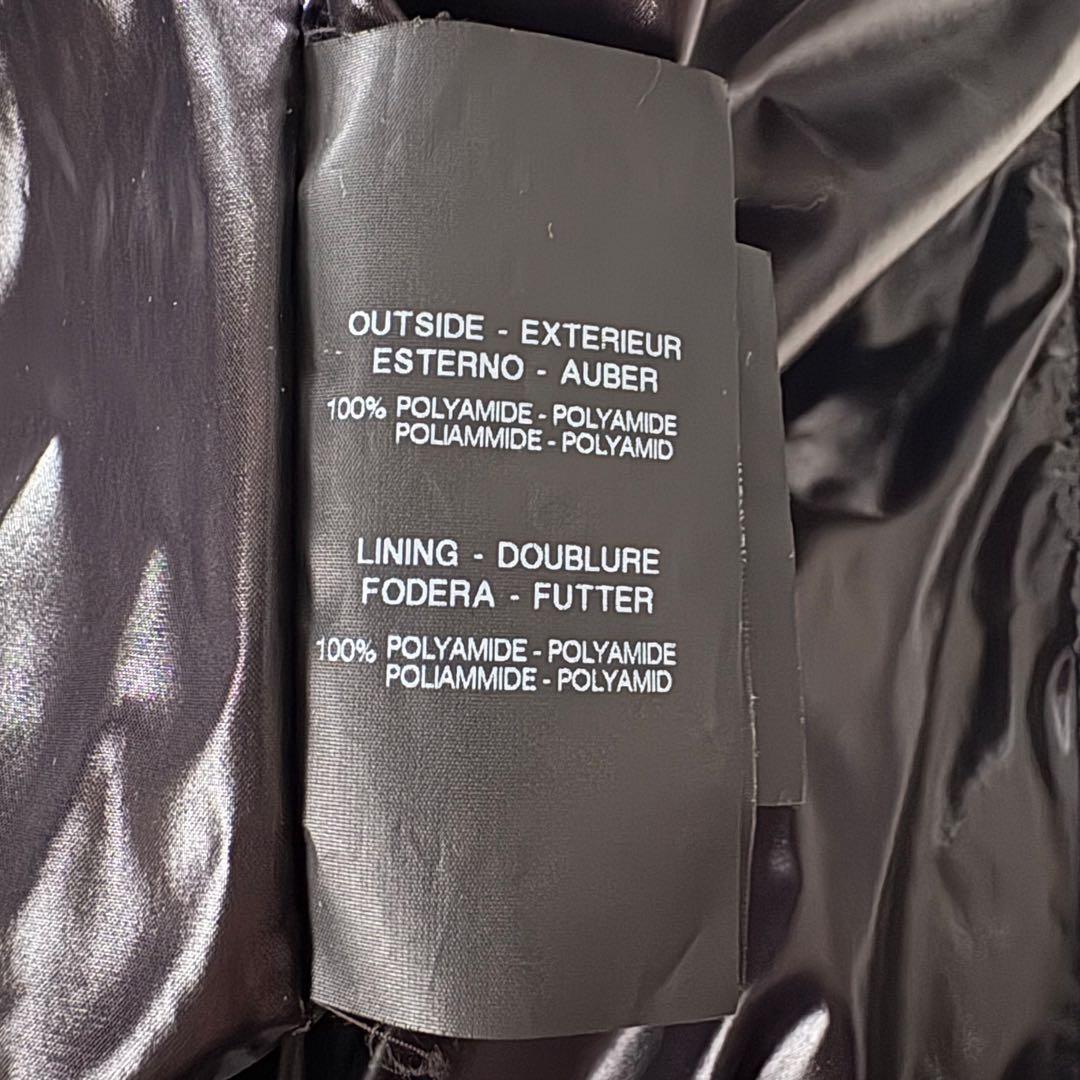 OUTSIDE - EXTERIEUR
ESTERNO - AUBER
100% POLYAMIDE - POLYAMIDE
POLIAMMIDE - POLYAMID
LINING - DOUBLURE
FODERA - FUTTER
100% POLYAMIDE - POLYAMIDE
POLIAMMIDE - POLYAMID